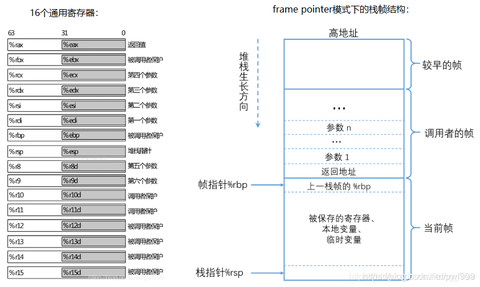 16个通用寄存器：
63 31 0
%rax %eax 返回值
%rbx %ebx 被调用者保护
%rcx %ecx 第四个参数
%rdx %edx 第三个参数
%rsi %esi 第二个参数
%rdi %edi 第一个参数
%rbp %ebp 被调用者保护
%rsp %esp 堆栈指针
%r8 %r8d 第五个参数
%r9 %r9d 第六个参数
%r10 %r10d 调用者保护
%r11 %r11d 调用者保护
%r12 %r12d 被调用者保护
%r13 %r13d 被调用者保护
%r14 %r14d 被调用者保护
%r15 %r15d 被调用者保护
frame pointer模式下的栈帧结构：
高地址
堆栈生长方向
较早的帧
...
参数 n
...
参数 1
返回地址
调用者的帧
帧指针%rbp
上一栈帧的 %rbp
被保存的寄存器、
本地变量、
临时变量
当前帧
栈指针%rsp